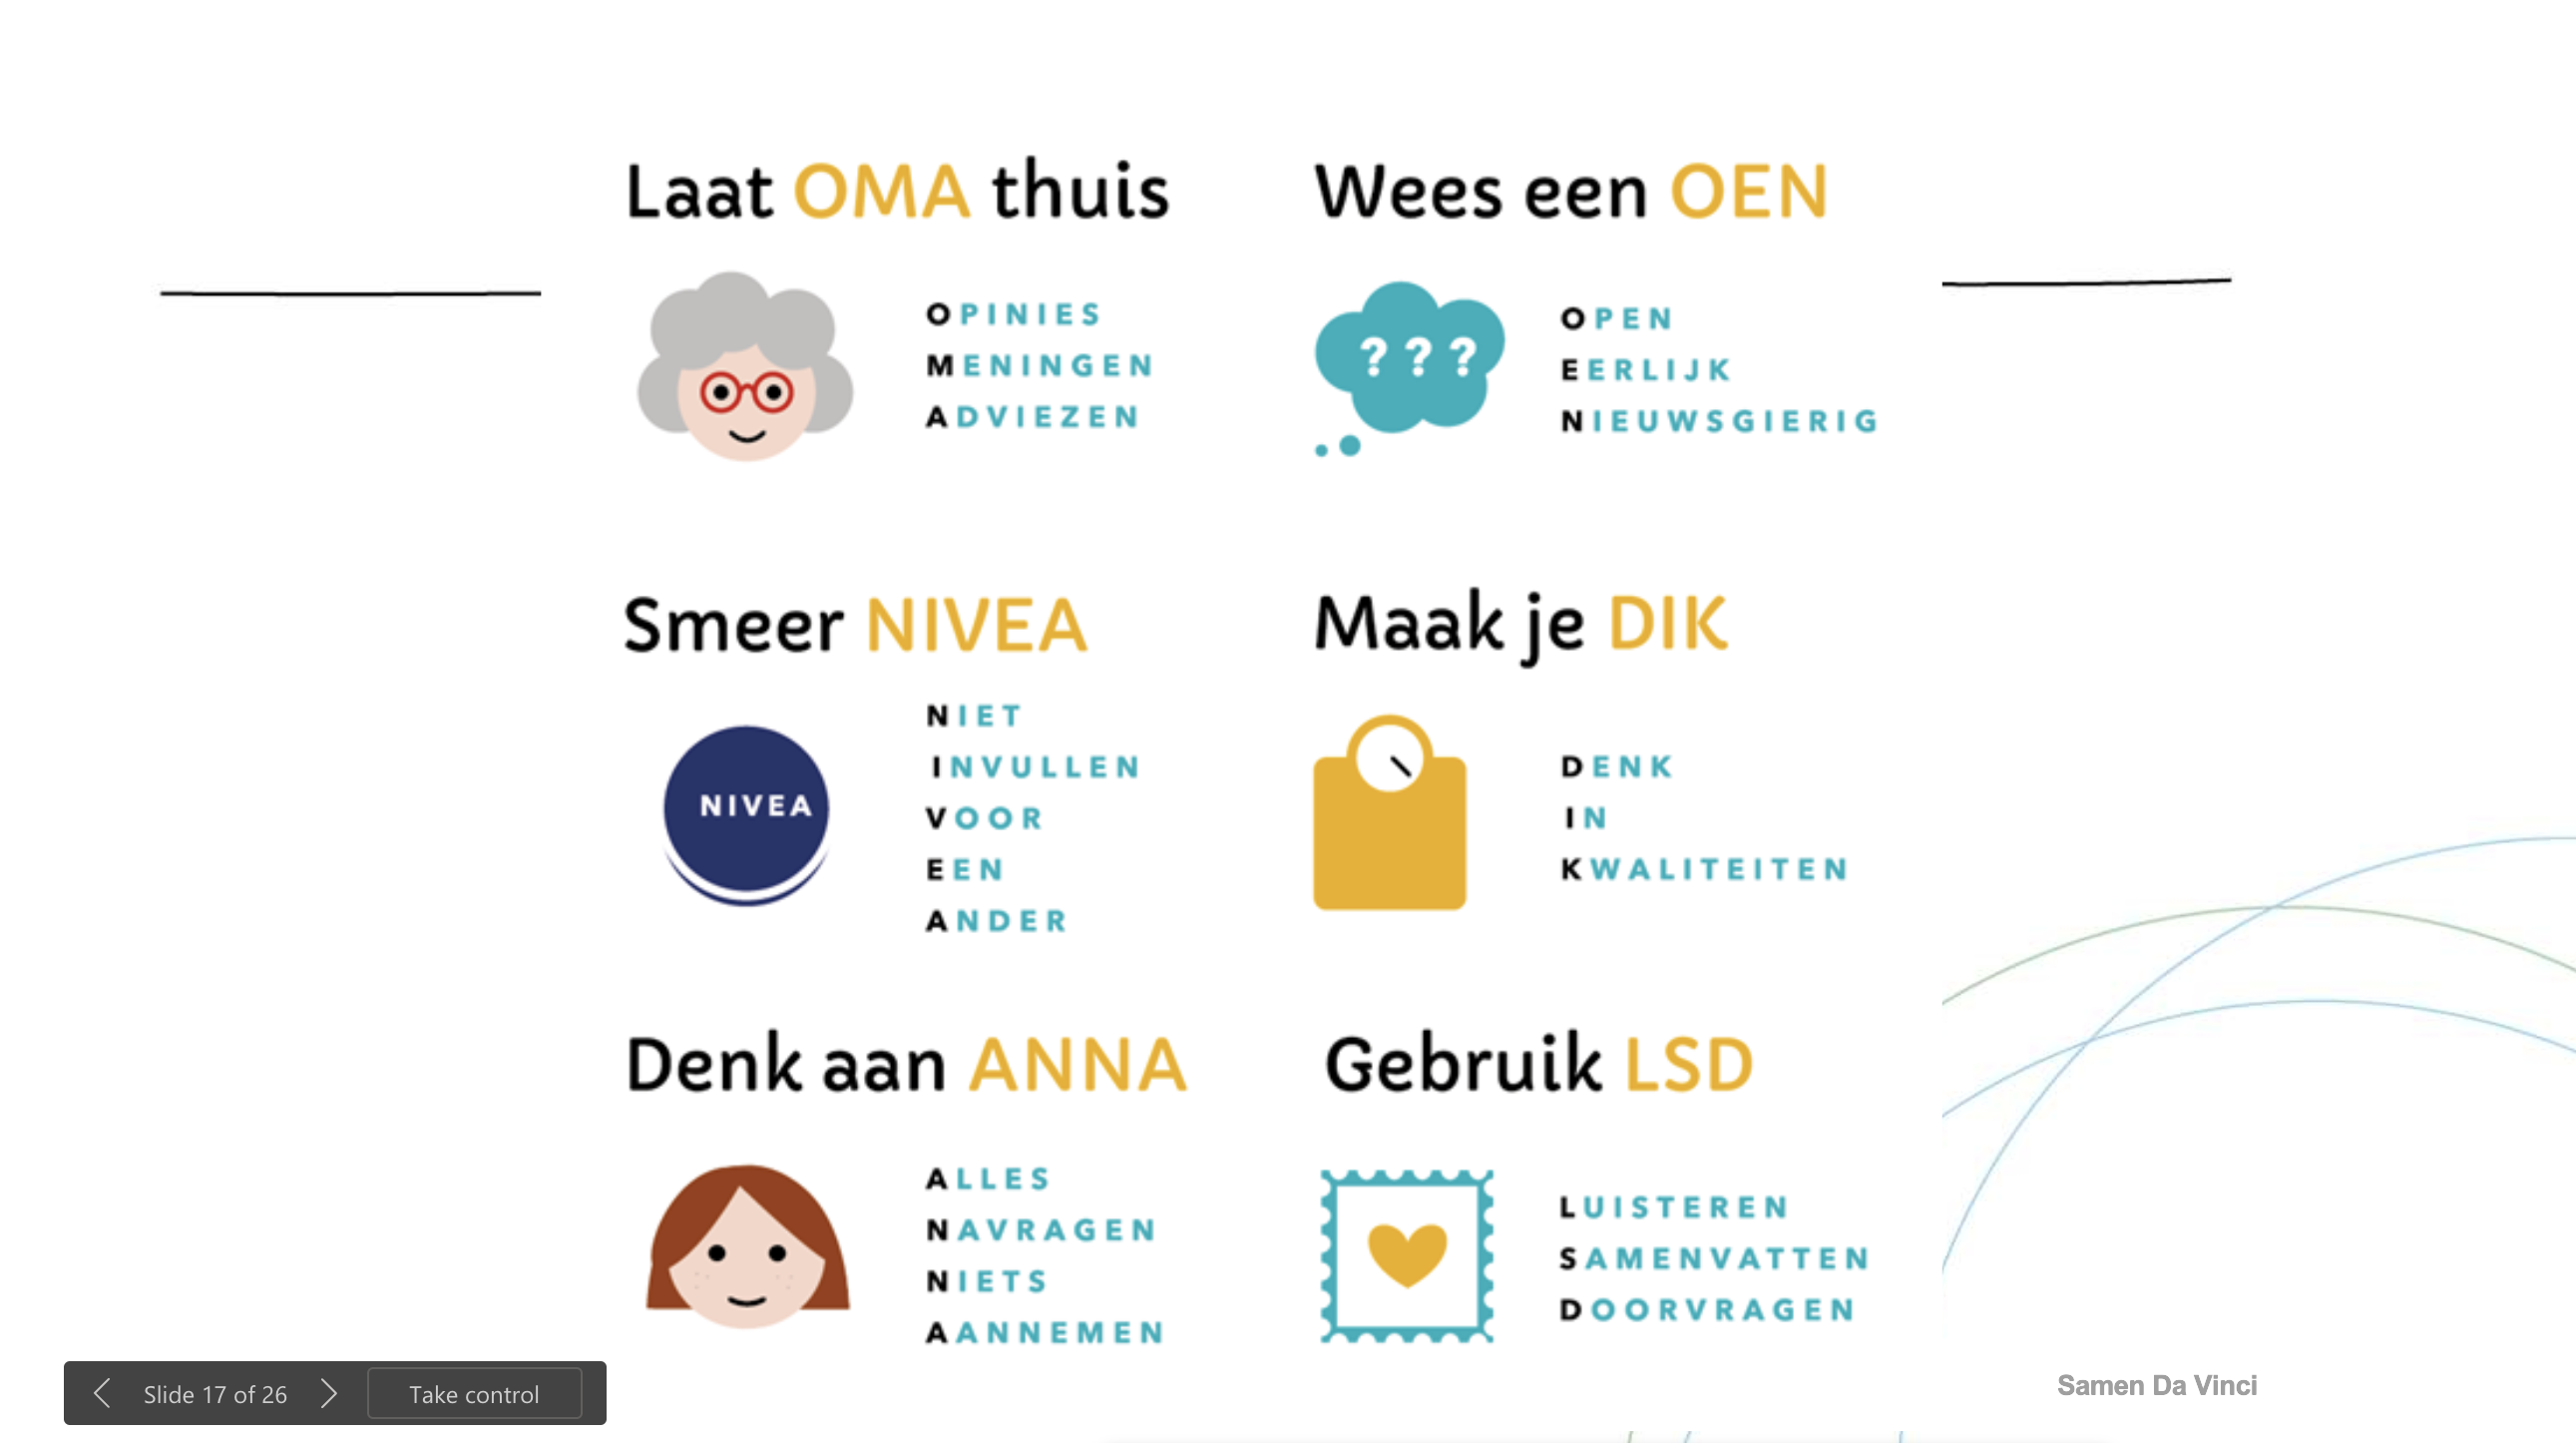 Laat OMA thuis
OPINIES
MENINGEN
ADVIEZEN
Wees een OEN
? ? ?
OPEN
EERLIJK
NIEUWSGIERIG
Smeer NIVEA
NIVEA
NIET
INVULLEN
VOOR
EEN
ANDER
Maak je DIK
DENK
IN
KWALITEITEN
Denk aan ANNA
ALLES
NAVRAGEN
NIETS
AANNEMEN
Gebruik LSD
LUISTEREN
SAMENVATTEN
DOORVRAGEN
Slide 17 of 26
Take control
Samen Da Vinci